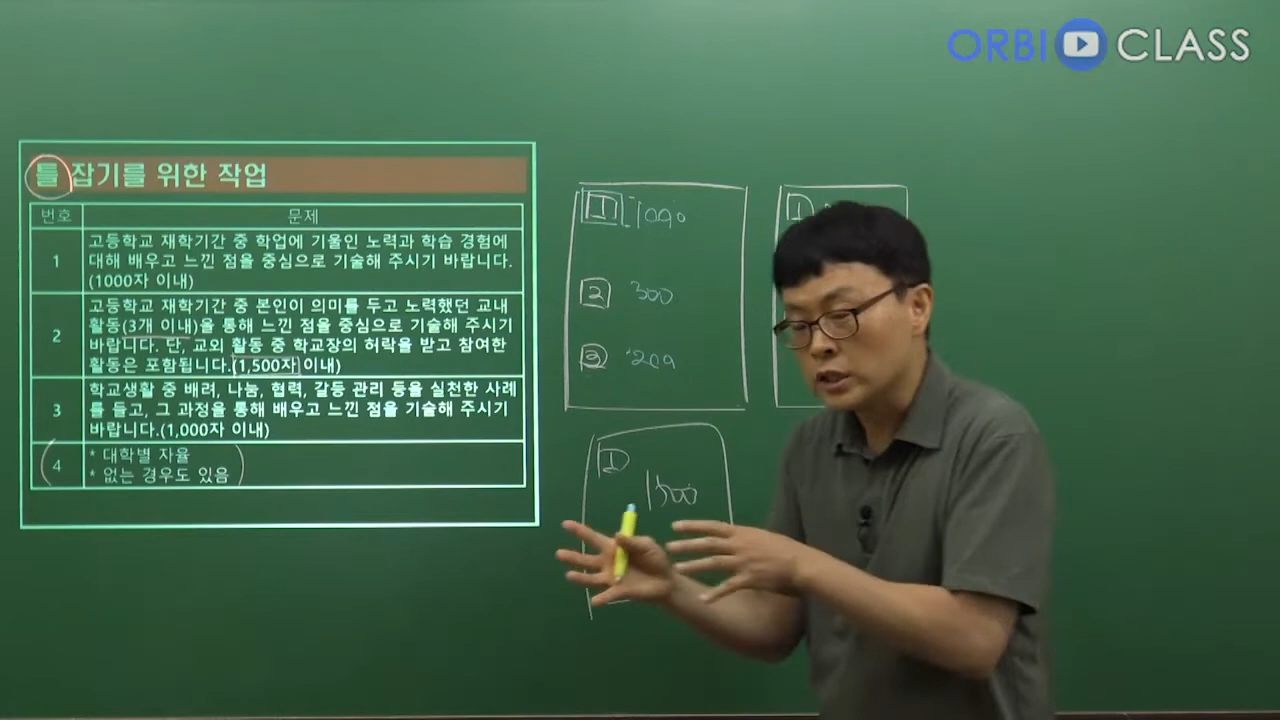 ORBI CLASS
틀 잡기를 위한 작업
번호 문제
1 고등학교 재학기간 중 학업에 기울인 노력과 학습 경험에
대해 배우고 느낀 점을 중심으로 기술해 주시기 바랍니다.
(1000자 이내)
2 고등학교 재학기간 중 본인이 의미를 두고 노력했던 교내
활동(3개 이내)을 통해 느낀 점을 중심으로 기술해 주시기
바랍니다. 단, 교외 활동 중 학교장의 허락을 받고 참여한
활동은 포함됩니다.(1,500자 이내)
3 학교생활 중 배려, 나눔, 협력, 갈등 관리 등을 실천한 사례
를 들고, 그 과정을 통해 배우고 느낀 점을 기술해 주시기
바랍니다.(1,000자 이내)
4 * 대학별 자율
* 없는 경우도 있음
1 1000
2 300
3 200
1
1 1500